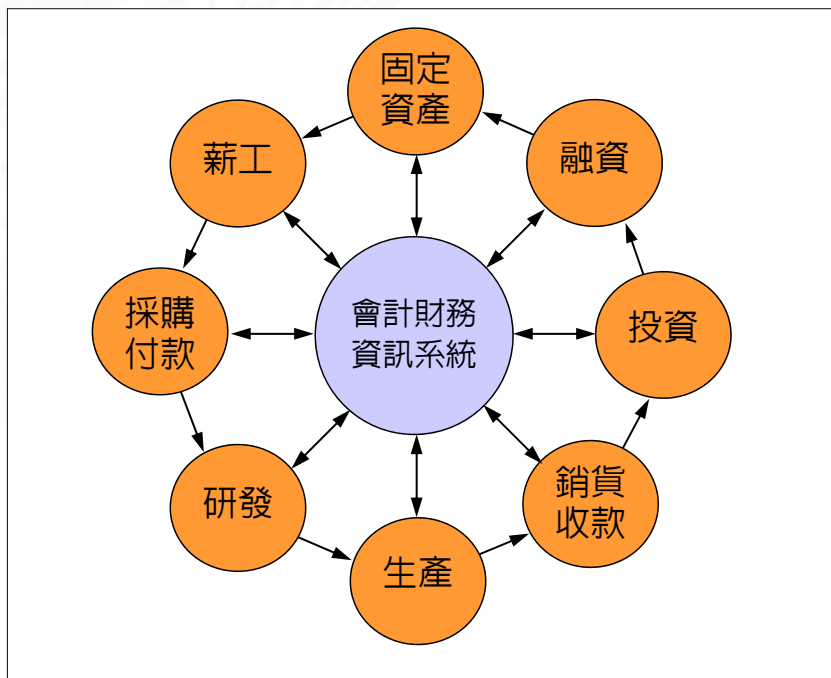 固定
資產
薪工
融資
採購
付款
會計財務
資訊系統
投資
研發
銷貨
收款
生產